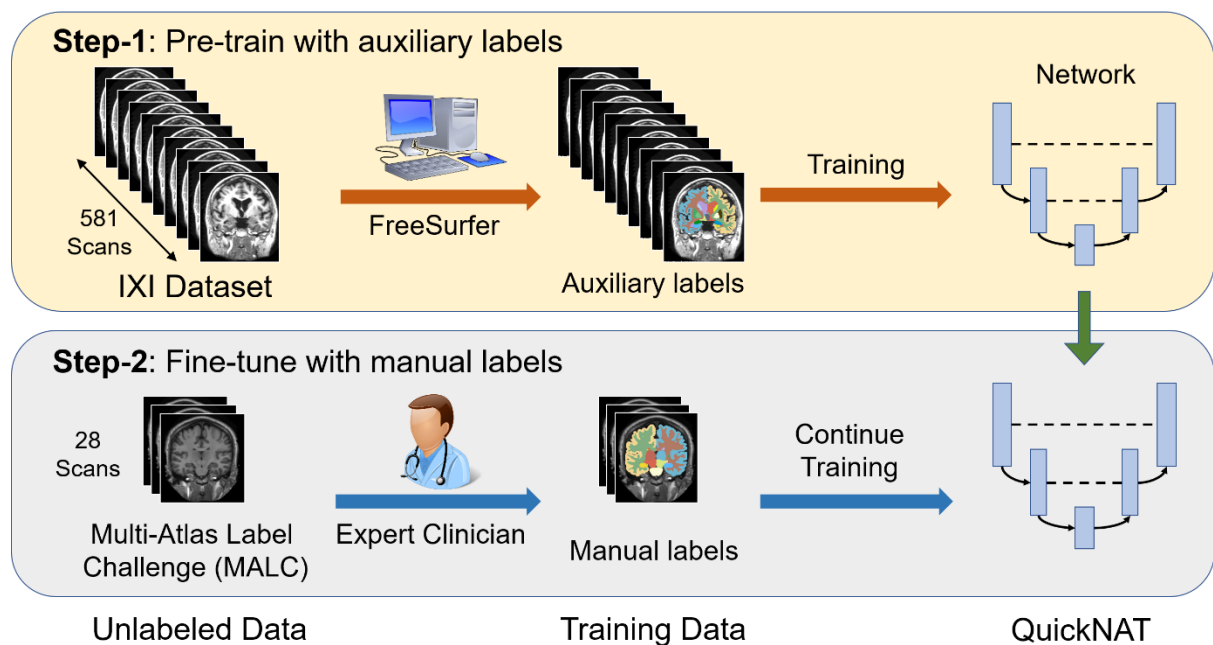 Step-1: Pre-train with auxiliary labels
581
Scans
IXI Dataset
FreeSurfer
Auxiliary labels
Training
Network
Step-2: Fine-tune with manual labels
28
Scans
Multi-Atlas Label
Challenge (MALC)
Expert Clinician
Manual labels
Continue
Training
Unlabeled Data
Training Data
QuickNAT